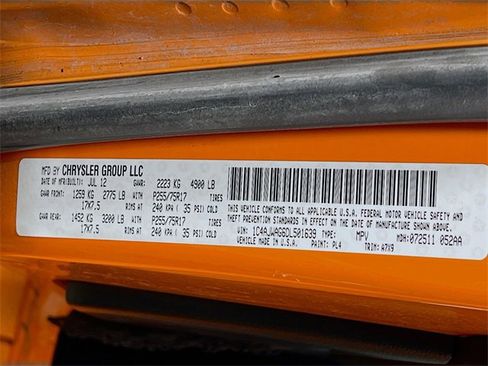 MFD BY CHRYSLER GROUP LLC
DATE OF MFR(BUILT): JUL 12 GVWR: 2223 KG 4900 LB
GAWR FRONT: 1259 KG 2775 LB P255/75R17 TIRES
17X7.5 RIMS AT 240 KPA ( 35 PSI) COLD
GAWR REAR: 1452 KG 3200 LB P255/75R17 TIRES
17X7.5 RIMS AT 240 KPA ( 35 PSI) COLD
THIS VEHICLE CONFORMS TO ALL APPLICABLE U.S.A. FEDERAL MOTOR VEHICLE SAFETY AND
THEFT PREVENTION STANDARDS IN EFFECT ON THE DATE OF MANUFACTURE SHOWN ABOVE.
VIN: 1C4AJWAG6DL501639 TYPE: MPV MDH: 072511 052AA
VEHICLE MADE IN U.S.A. PAINT: PL4 TRIM: A7X9